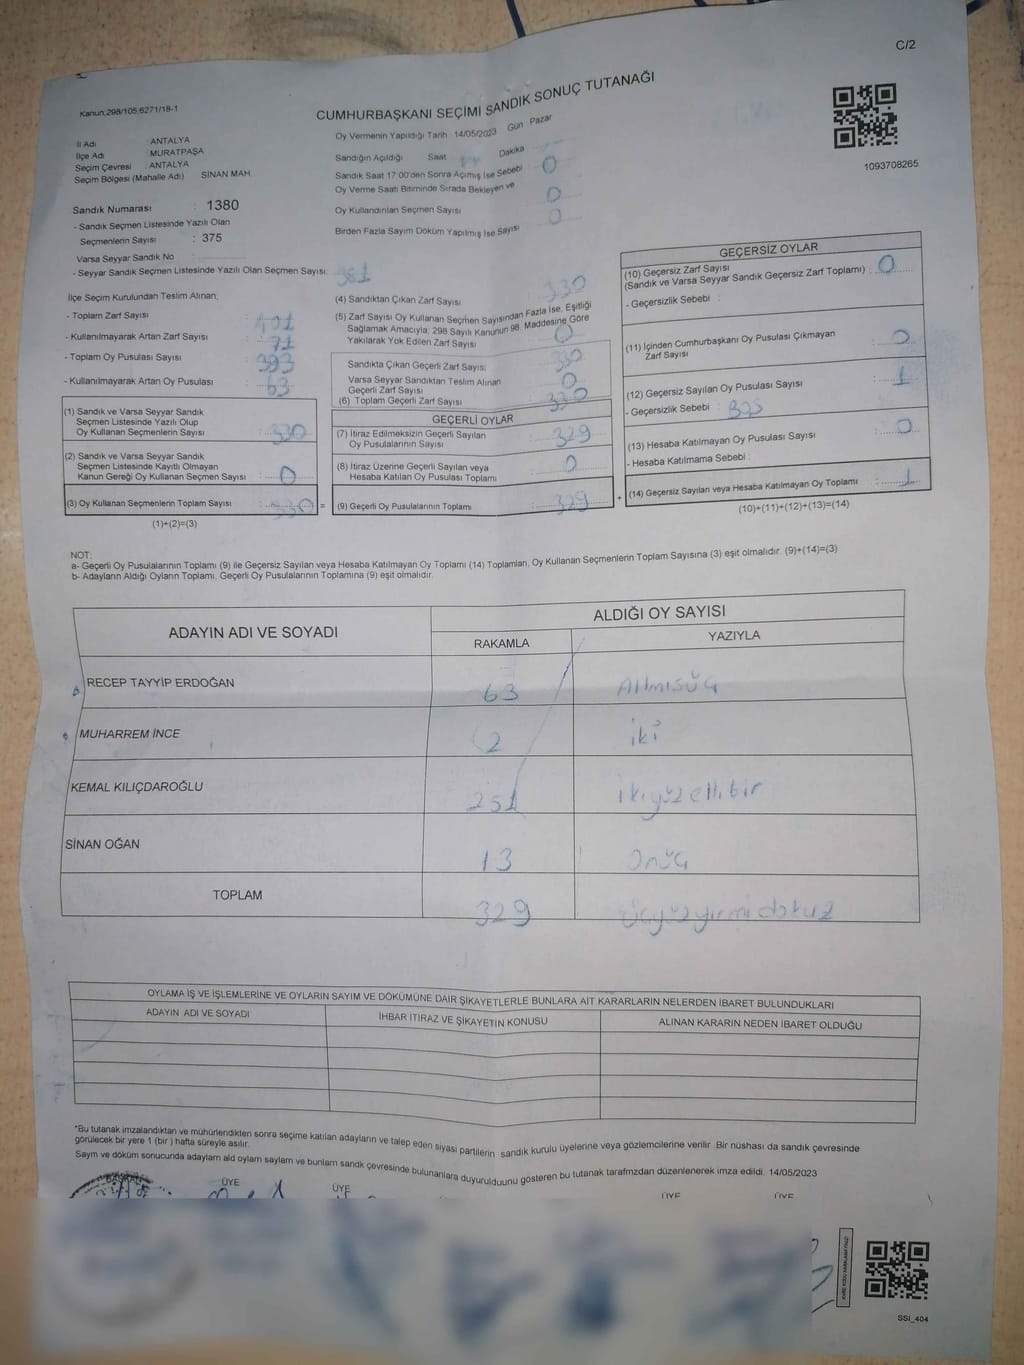 C/2
Kanun:298/105;6271/18-1
CUMHURBAŞKANI SEÇİMİ SANDIK SONUÇ TUTANAĞI
Oy Vermenin Yapıldığı Tarih :14/05/2023 Gün Pazar
1093708265
İl Adı : ANTALYA
İlçe Adı : MURATPAŞA
Seçim Çevresi : ANTALYA
Seçim Bölgesi (Mahalle Adı) SİNAN MAH.
Sandık Numarası : 1380
- Sandık Seçmen Listesinde Yazılı Olan
Seçmenlerin Sayısı : 375
Varsa Seyyar Sandık No
- Seyyar Sandık Seçmen Listesinde Yazılı Olan Seçmen Sayısı:
Sandığın Açıldığı Saat Dakika
Sandık Saat 17:00'den Sonra Açımış İse Sebebi 0
Oy Verme Saati Bitiminde Sırada Bekleyen ve
Oy Kullandırılan Seçmen Sayısı 0
Birden Fazla Sayım Döküm Yapılmış İse Sayısı 0
İlçe Seçim Kurulundan Teslim Alınan;
- Toplam Zarf Sayısı : 401
- Kullanılmayarak Artan Zarf Sayısı : 71
- Toplam Oy Pusulası Sayısı : 393
- Kullanılmayarak Artan Oy Pusulası : 63
(1) Sandık ve Varsa Seyyar Sandık
Seçmen Listesinde Yazılı Olup
Oy Kullanan Seçmenlerin Sayısı : 330
(2) Sandık ve Varsa Seyyar Sandık
Seçmen Listesinde Kayıtlı Olmayan
Kanun Gereği Oy Kullanan Seçmen Sayısı : 0
(3) Oy Kullanan Seçmenlerin Toplam Sayısı : 330 =
(1)+(2)=(3)
(4) Sandıktan Çıkan Zarf Sayısı 330
(5) Zarf Sayısı Oy Kullanan Seçmen Sayısından Fazla İse, Eşitliği
Sağlamak Amacıyla; 298 Sayılı Kanunun 98. Maddesine Göre
Yakılarak Yok Edilen Zarf Sayısı 0
Sandıkta Çıkan Geçerli Zarf Sayısı 330
Varsa Seyyar Sandıktan Teslim Alınan
Geçerli Zarf Sayısı 0
(6) Toplam Geçerli Zarf Sayısı 330
GEÇERLİ OYLAR
(7) İtiraz Edilmeksizin Geçerli Sayılan
Oy Pusulalarının Sayısı : 329
(8) İtiraz Üzerine Geçerli Sayılan veya
Hesaba Katılan Oy Pusulası Toplamı : 0
(9) Geçerli Oy Pusulalarının Toplamı : 329 +
GEÇERSİZ OYLAR
(10) Geçersiz Zarf Sayısı
(Sandık ve Varsa Seyyar Sandık Geçersiz Zarf Toplamı) : 0
- Geçersizlik Sebebi :
(11) İçinden Cumhurbaşkanı Oy Pusulası Çıkmayan
Zarf Sayısı : 0
(12) Geçersiz Sayılan Oy Pusulası Sayısı : 1
- Geçersizlik Sebebi : Boş
(13) Hesaba Katılmayan Oy Pusulası Sayısı : 0
- Hesaba Katılmama Sebebi :
(14) Geçersiz Sayılan veya Hesaba Katılmayan Oy Toplamı : 1
(10)+(11)+(12)+(13)=(14)
NOT:
a- Geçerli Oy Pusulalarının Toplamı (9) ile Geçersiz Sayılan veya Hesaba Katılmayan Oy Toplamı (14) Toplamları, Oy Kullanan Seçmenlerin Toplam Sayısına (3) eşit olmalıdır. (9)+(14)=(3)
b- Adayların Aldığı Oyların Toplamı, Geçerli Oy Pusulalarının Toplamına (9) eşit olmalıdır.
ADAYIN ADI VE SOYADI ALDIĞI OY SAYISI
RAKAMLA YAZIYLA
RECEP TAYYİP ERDOĞAN 63 Altmışüç
MUHARREM İNCE 2 iki
KEMAL KILIÇDAROĞLU 251 ikiyüzellibir
SİNAN OĞAN 13 Onüç
TOPLAM 329 üçyüzyirmidokuz
OYLAMA İŞ VE İŞLEMLERİNE VE OYLARIN SAYIM VE DÖKÜMÜNE DAİR ŞİKAYETLERLE BUNLARA AİT KARARLARIN NELERDEN İBARET BULUNDUKLARI
ADAYIN ADI VE SOYADI İHBAR İTİRAZ VE ŞİKAYETİN KONUSU ALINAN KARARIN NEDEN İBARET OLDUĞU
*Bu tutanak imzalandıktan ve mühürlendikten sonra seçime katılan adayların ve talep eden siyasi partilerin sandık kurulu üyelerine veya gözlemcilerine verilir. Bir nüshası da sandık çevresinde
görülecek bir yere 1 (bir ) hafta süreyle asılır.
Sayım ve döküm sonucunda adayların ald oylam saylam ve bunlam sandk çevresinde bulunanlara duyurulduunu gösteren bu tutanak tarafımzdan düzenlenerek imza edildi. 14/05/2023
BAŞKAN ÜYE ÜYE ÜYE ÜYE
SSI_404